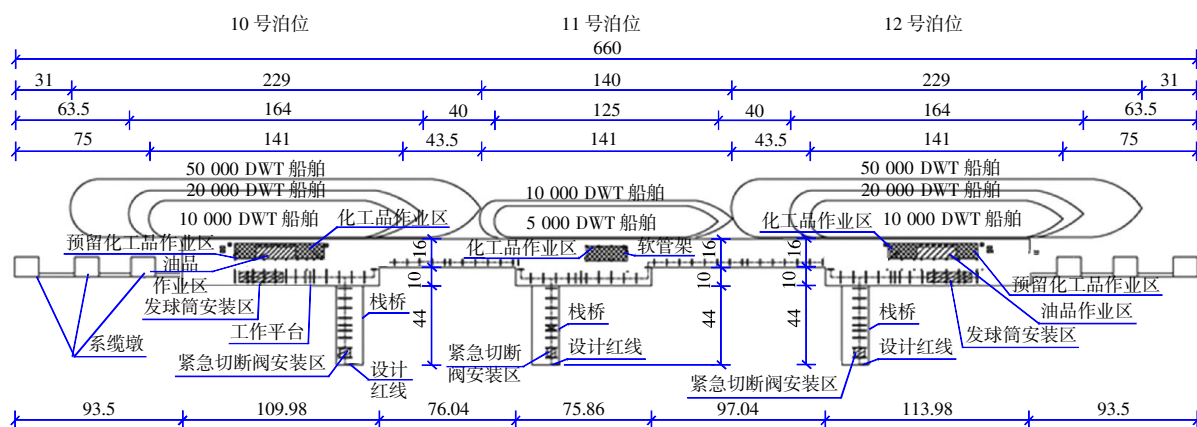 10 号泊位 11 号泊位 12 号泊位
660
31 229 140 229 31
63.5 164 40 125 40 164 63.5
75 141 43.5 141 43.5 141 75
50 000 DWT 船舶 50 000 DWT 船舶
20 000 DWT 船舶 10 000 DWT 船舶 20 000 DWT 船舶
10 000 DWT 船舶 化工品作业区 5 000 DWT 船舶 化工品作业区 10 000 DWT 船舶
预留化工品作业区 16 化工品作业区 软管架 16 16
油品
作业区 10 10 10 预留化工品作业区
发球筒安装区 栈桥 栈桥 栈桥 油品作业区
工作平台 44 44 44 发球筒安装区
系缆墩 紧急切断 设计红线 设计红线
紧急切断阀安装区 设计 阀安装区 紧急切断阀安装区
红线
93.5 109.98 76.04 75.86 97.04 113.98 93.5